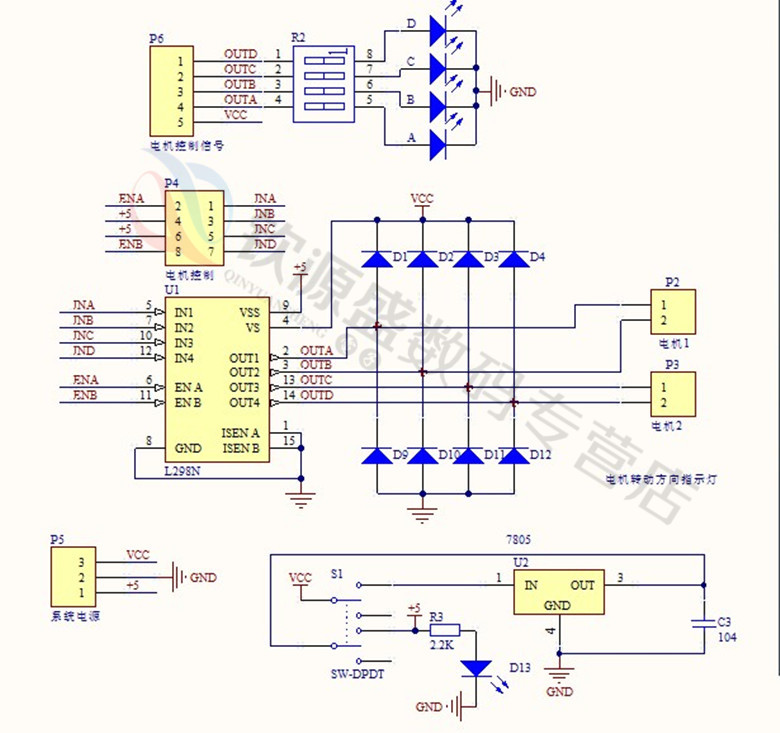 P6
R2
OUTD 1
OUTC 2
OUTB 3
OUTA 4
VCC
1
2
3
4
5
8 D
7 C
6 B
5 A
GND
电机控制信号
P4
ENA 2 1 INA
+5 4 3 INB
+5 6 5 INC
ENB 8 7 IND
电机控制
VCC
D1 D2 D3 D4
U1
+5
INA 5 IN1 VSS 9
INB 7 IN2 VS 4
INC 10 IN3
IND 12 IN4
OUT1 2 OUTA
OUT2 3 OUTB
ENA 6 EN A OUT3 13 OUTC
ENB 11 EN B OUT4 14 OUTD
ISEN A 1
8 GND ISEN B 15
L298N
P2
1
2
电机1
P3
1
2
电机2
D9 D10 D11 D12
电机转动方向指示灯
钦源盛数码专营店
QINYUANSHENG
P5
3 VCC
2 GND
1 +5
系统电源
7805
S1
VCC
SW-DPDT
+5
R3
2.2K
D13
GND
U2
1 IN OUT 3
GND
4
GND
C3
104